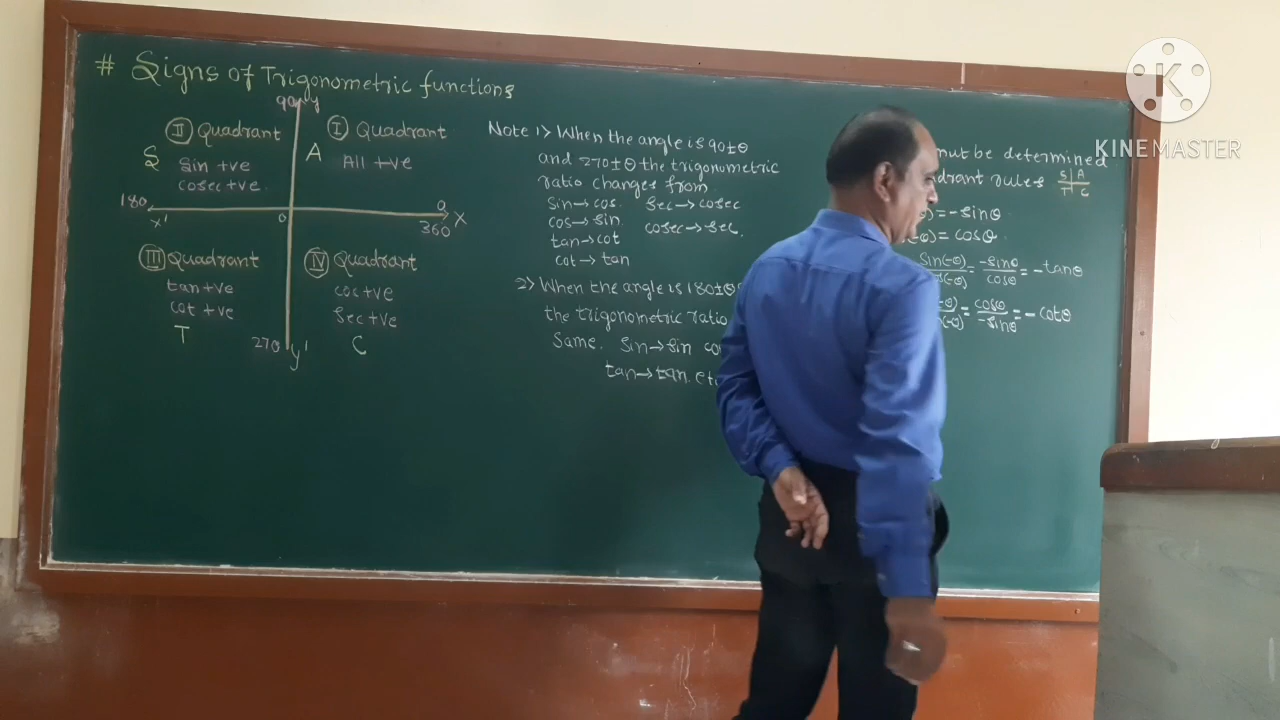 # Signs of Trigonometric functions
90 y
II Quadrant
S
Sin +ve
cosec +ve
I Quadrant
A
All +ve
180
x'
0
0
360
X
III Quadrant
tan +ve
cot +ve
T
IV Quadrant
cos +ve
Sec +ve
C
270 y'
Note 1> When the angle is 90±θ
and 270±θ the trigonometric
ratio changes from
Sin→cos Sec→cosec
cos→sin cosec→sec.
tan→cot
cot→tan
2> When the angle is 180±θ
the trigonometric ratio
Same. Sin→sin
tan→tan. etc
must be determined
quadrant rules S A
T C
= -sinθ
= cosθ
sin(-θ) = -sinθ/cosθ = -tanθ
cosθ/-sinθ = -cotθ
K
KINEMASTER